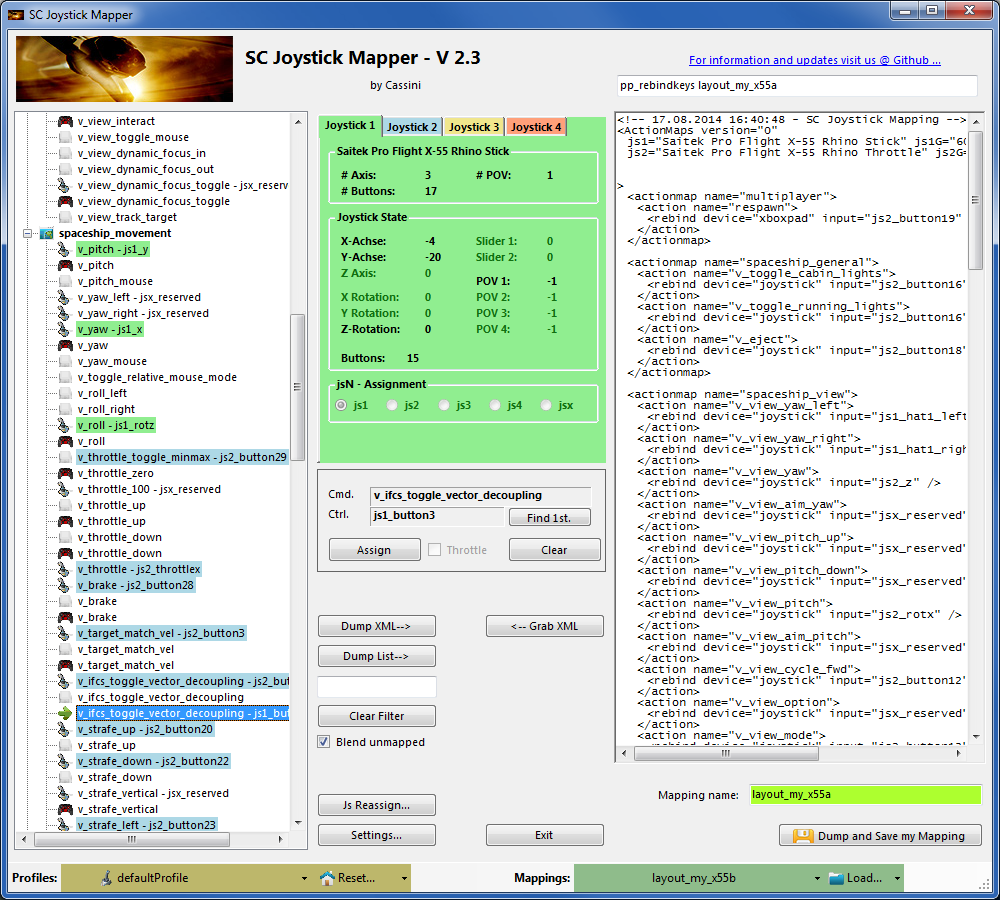 SC Joystick Mapper
SC Joystick Mapper - V 2.3
by Cassini
For information and updates visit us @ Github ...
pp_rebindkeys layout_my_x55a
v_view_interact
v_view_toggle_mouse
v_view_dynamic_focus_in
v_view_dynamic_focus_out
v_view_dynamic_focus_toggle - jsx_reserv
v_view_dynamic_focus_toggle
v_view_track_target
spaceship_movement
v_pitch - js1_y
v_pitch
v_pitch_mouse
v_yaw_left - jsx_reserved
v_yaw_right - jsx_reserved
v_yaw - js1_x
v_yaw
v_yaw_mouse
v_toggle_relative_mouse_mode
v_roll_left
v_roll_right
v_roll - js1_rotz
v_roll
v_throttle_toggle_minmax - js2_button29
v_throttle_zero
v_throttle_100 - jsx_reserved
v_throttle_up
v_throttle_up
v_throttle_down
v_throttle_down
v_throttle - js2_throttlex
v_brake - js2_button28
v_brake
v_brake
v_target_match_vel - js2_button3
v_target_match_vel
v_target_match_vel
v_ifcs_toggle_vector_decoupling - js2_but
v_ifcs_toggle_vector_decoupling
v_ifcs_toggle_vector_decoupling - js1_but
v_strafe_up - js2_button20
v_strafe_up
v_strafe_down - js2_button22
v_strafe_down
v_strafe_vertical - jsx_reserved
v_strafe_vertical
v_strafe_left - js2_button23
Joystick 1 Joystick 2 Joystick 3 Joystick 4
Saitek Pro Flight X-55 Rhino Stick
# Axis: 3 # POV: 1
# Buttons: 17
Joystick State
X-Achse: -4 Slider 1: 0
Y-Achse: -20 Slider 2: 0
Z Axis: 0
POV 1: -1
X Rotation: 0 POV 2: -1
Y Rotation: 0 POV 3: -1
Z-Rotation: 0 POV 4: -1
Buttons: 15
jsN - Assignment
js1 js2 js3 js4 jsx
Cmd. v_ifcs_toggle_vector_decoupling
Ctrl. js1_button3 Find 1st.
Assign Throttle Clear
Dump XML--> <-- Grab XML
Dump List-->
Clear Filter
Blend unmapped
Js Reassign...
Settings... Exit
<!-- 17.08.2014 16:40:48 - SC Joystick Mapping -->
<ActionMaps version="0"
js1="Saitek Pro Flight X-55 Rhino Stick" js1G="6
js2="Saitek Pro Flight X-55 Rhino Throttle" js2G=
>
<actionmap name="multiplayer">
<action name="respawn">
<rebind device="xboxpad" input="js2_button19"
</action>
</actionmap>
<actionmap name="spaceship_general">
<action name="v_toggle_cabin_lights">
<rebind device="joystick" input="js2_button16"
</action>
<action name="v_toggle_running_lights">
<rebind device="joystick" input="js2_button16"
</action>
<action name="v_eject">
<rebind device="joystick" input="js2_button18"
</action>
</actionmap>
<actionmap name="spaceship_view">
<action name="v_view_yaw_left">
<rebind device="joystick" input="js1_hat1_left
</action>
<action name="v_view_yaw_right">
<rebind device="joystick" input="js1_hat1_righ
</action>
<action name="v_view_yaw">
<rebind device="joystick" input="js2_z" />
</action>
<action name="v_view_aim_yaw">
<rebind device="joystick" input="jsx_reserved"
</action>
<action name="v_view_pitch_up">
<rebind device="joystick" input="jsx_reserved"
</action>
<action name="v_view_pitch_down">
<rebind device="joystick" input="jsx_reserved"
</action>
<action name="v_view_pitch">
<rebind device="joystick" input="js2_rotx" />
</action>
<action name="v_view_aim_pitch">
<rebind device="joystick" input="jsx_reserved"
</action>
<action name="v_view_cycle_fwd">
<rebind device="joystick" input="js2_button12"
</action>
<action name="v_view_option">
<rebind device="joystick" input="jsx_reserved"
</action>
<action name="v_view_mode">
<rebind device="joystick" input="js2_button13"
Mapping name: layout_my_x55a
Dump and Save my Mapping
Profiles: defaultProfile Reset... Mappings: layout_my_x55b Load...